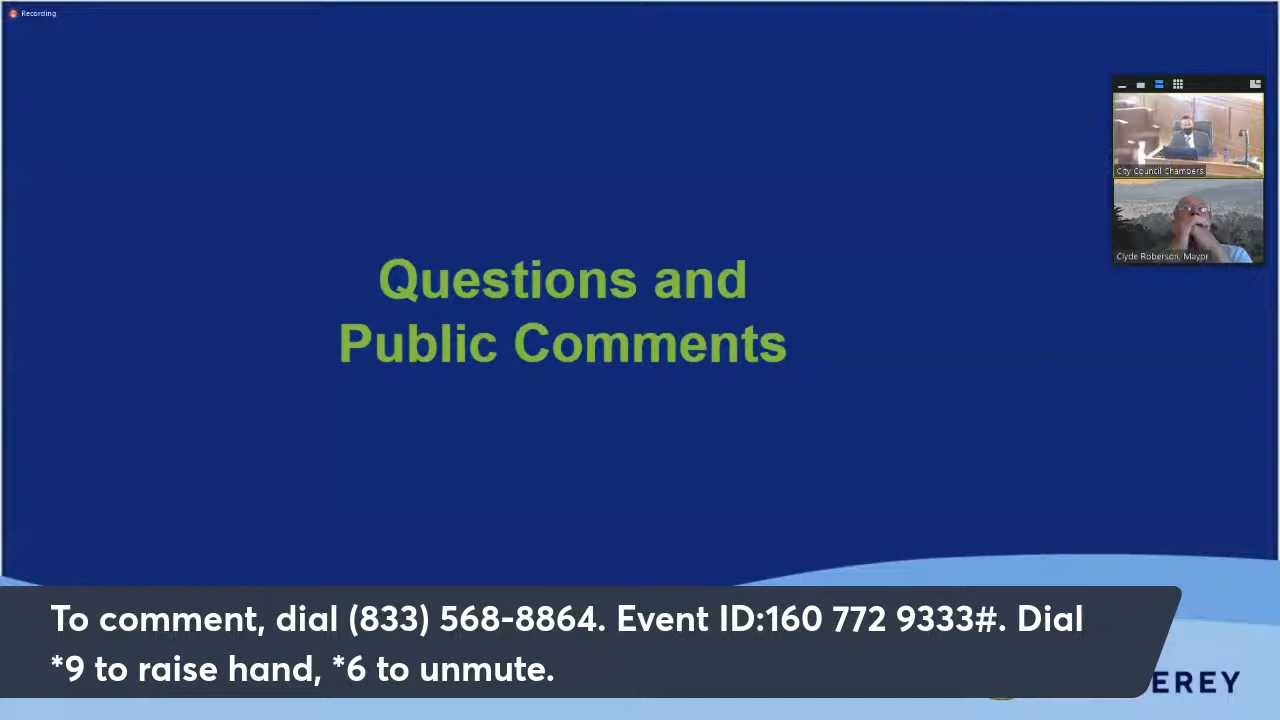 Recording
City Council Chambers
Clyde Roberson, Mayor
Questions and
Public Comments
To comment, dial (833) 568-8864. Event ID:160 772 9333#. Dial
*9 to raise hand, *6 to unmute.
EREY